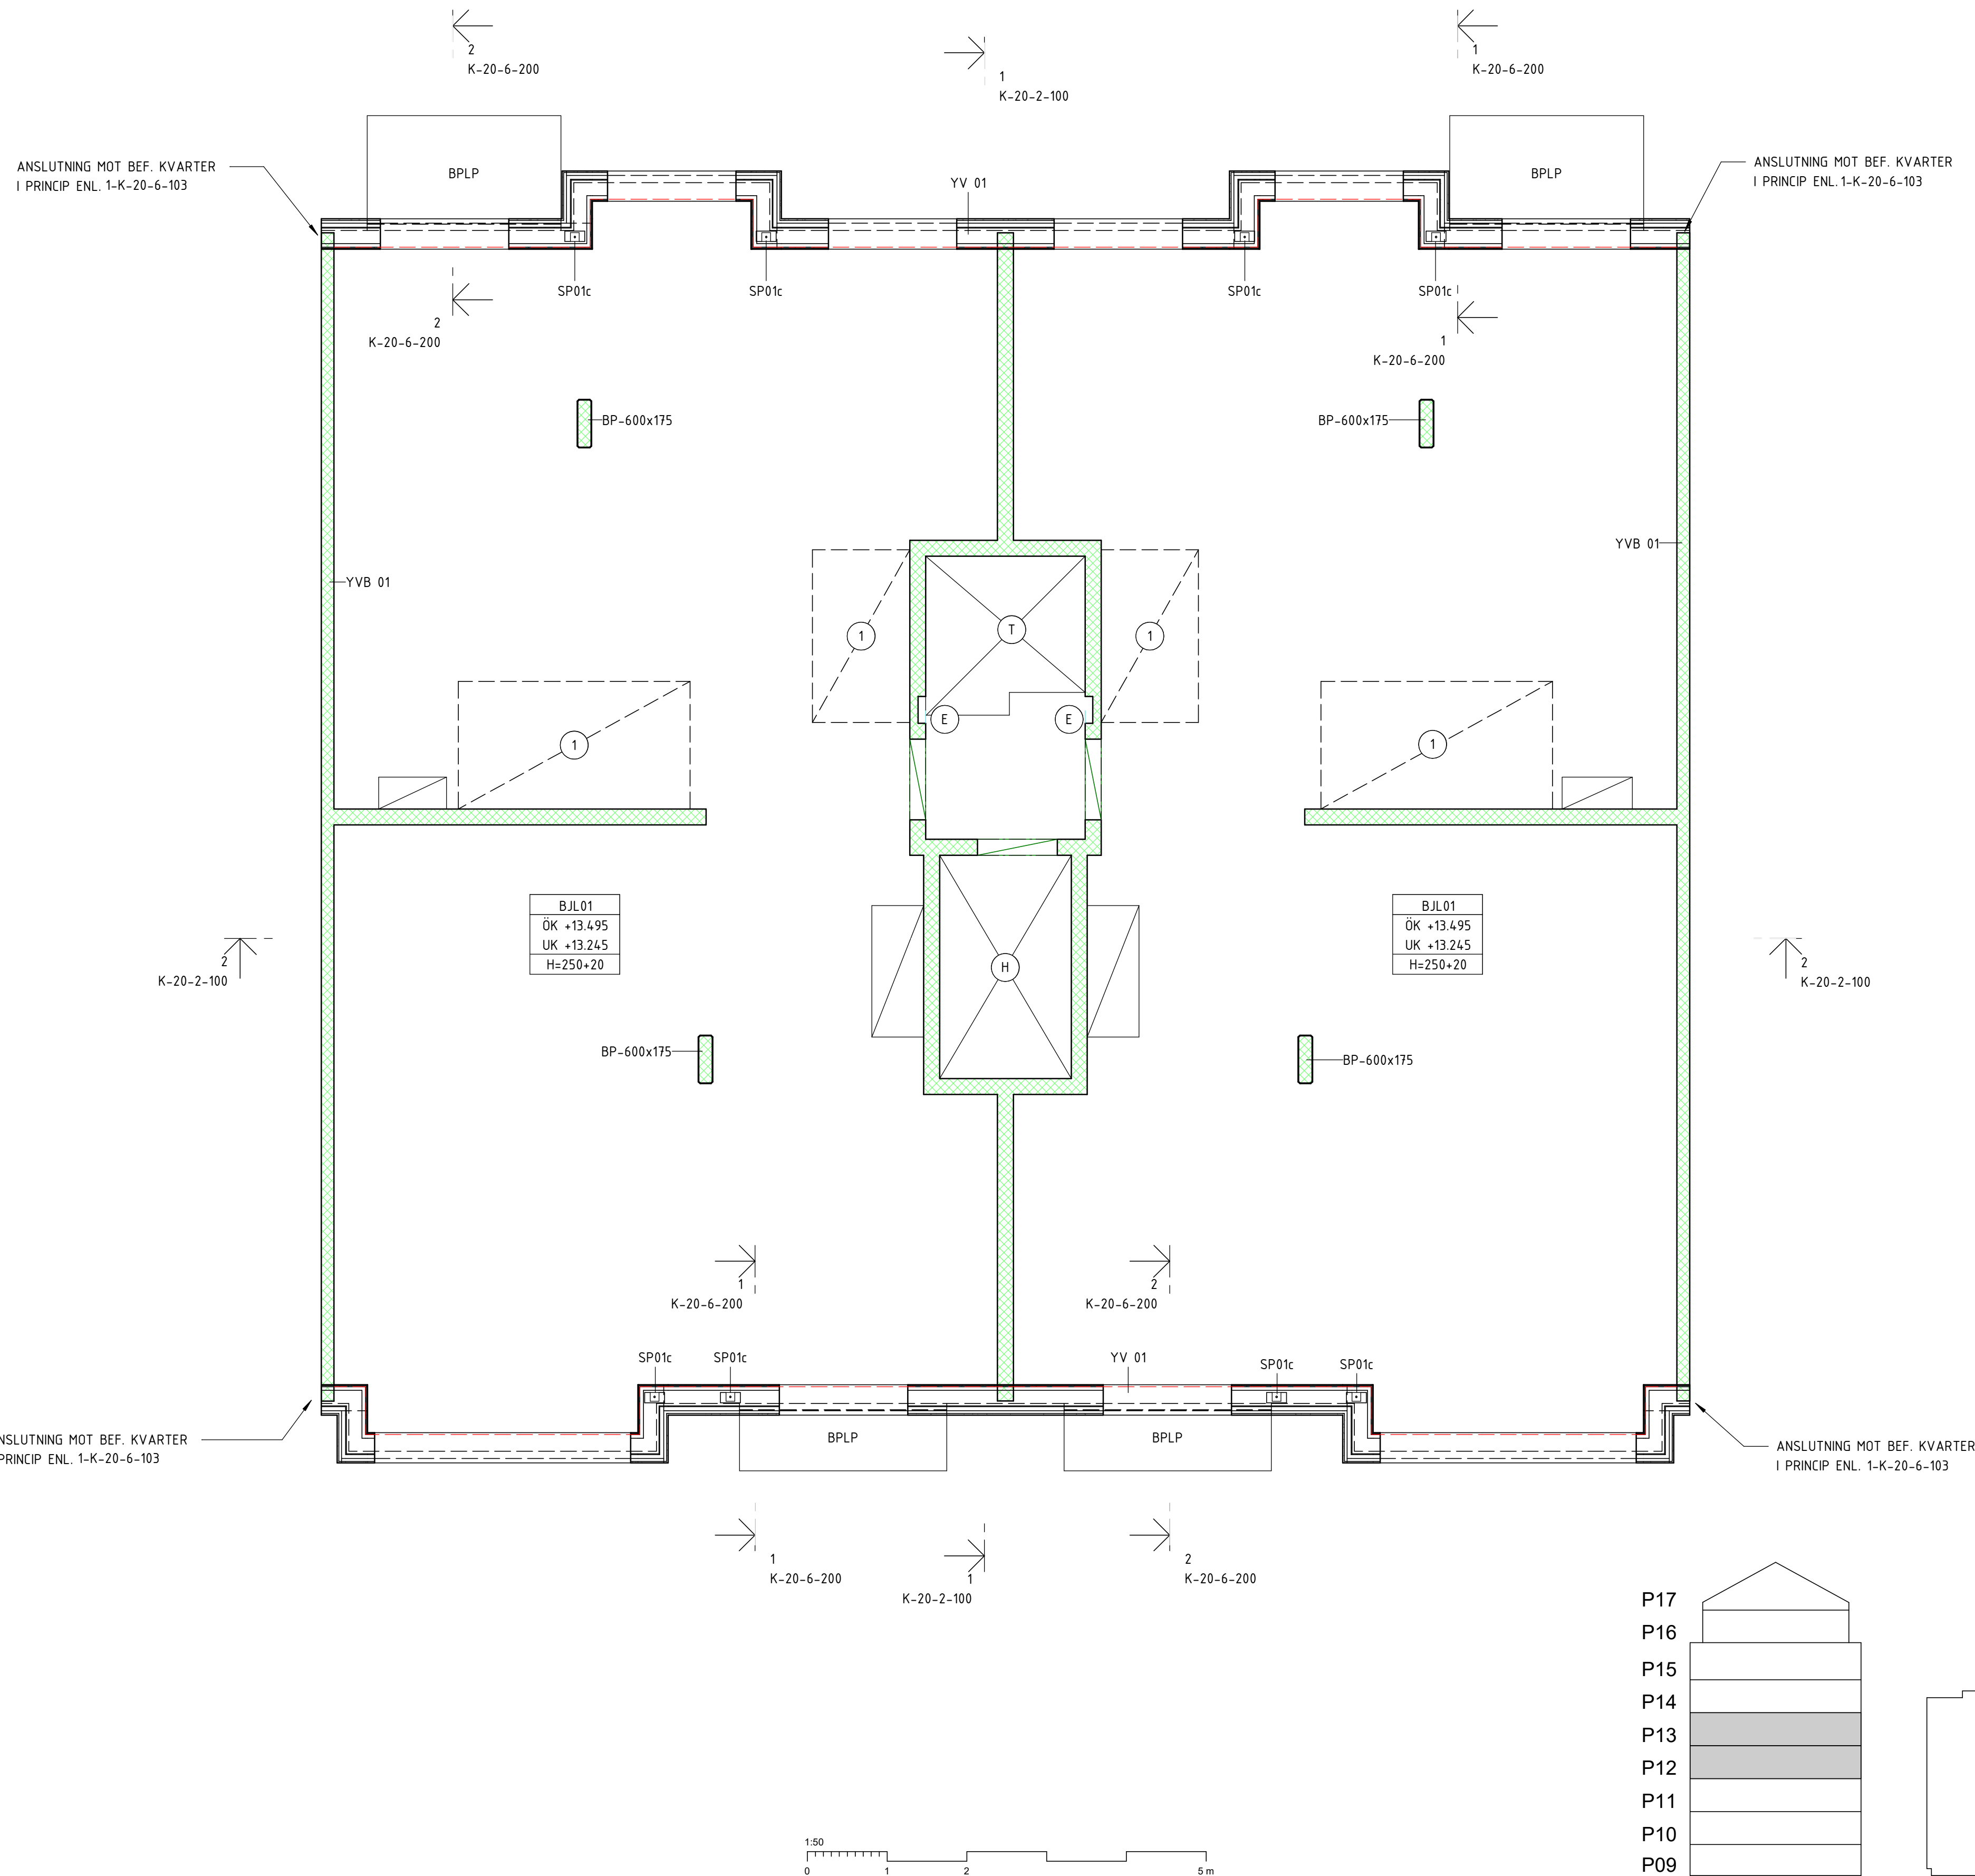 2
K-20-6-200
1
K-20-2-100
1
K-20-6-200
ANSLUTNING MOT BEF. KVARTER
I PRINCIP ENL. 1-K-20-6-103
BPLP
YV 01
BPLP
ANSLUTNING MOT BEF. KVARTER
I PRINCIP ENL. 1-K-20-6-103
SP01c
SP01c
SP01c
SP01c
2
K-20-6-200
1
K-20-6-200
BP-600x175
BP-600x175
YVB 01
YVB 01
1
T
1
E
E
1
1
BJL01
ÖK +13.495
UK +13.245
H=250+20
BJL01
ÖK +13.495
UK +13.245
H=250+20
2
K-20-2-100
H
2
K-20-2-100
BP-600x175
BP-600x175
1
K-20-6-200
2
K-20-6-200
SP01c
SP01c
YV 01
SP01c
SP01c
NSLUTNING MOT BEF. KVARTER
PRINCIP ENL. 1-K-20-6-103
BPLP
BPLP
ANSLUTNING MOT BEF. KVARTER
I PRINCIP ENL. 1-K-20-6-103
1
K-20-6-200
1
K-20-2-100
2
K-20-6-200
P17
P16
P15
P14
P13
P12
P11
P10
P09
1:50
0 1 2 5 m